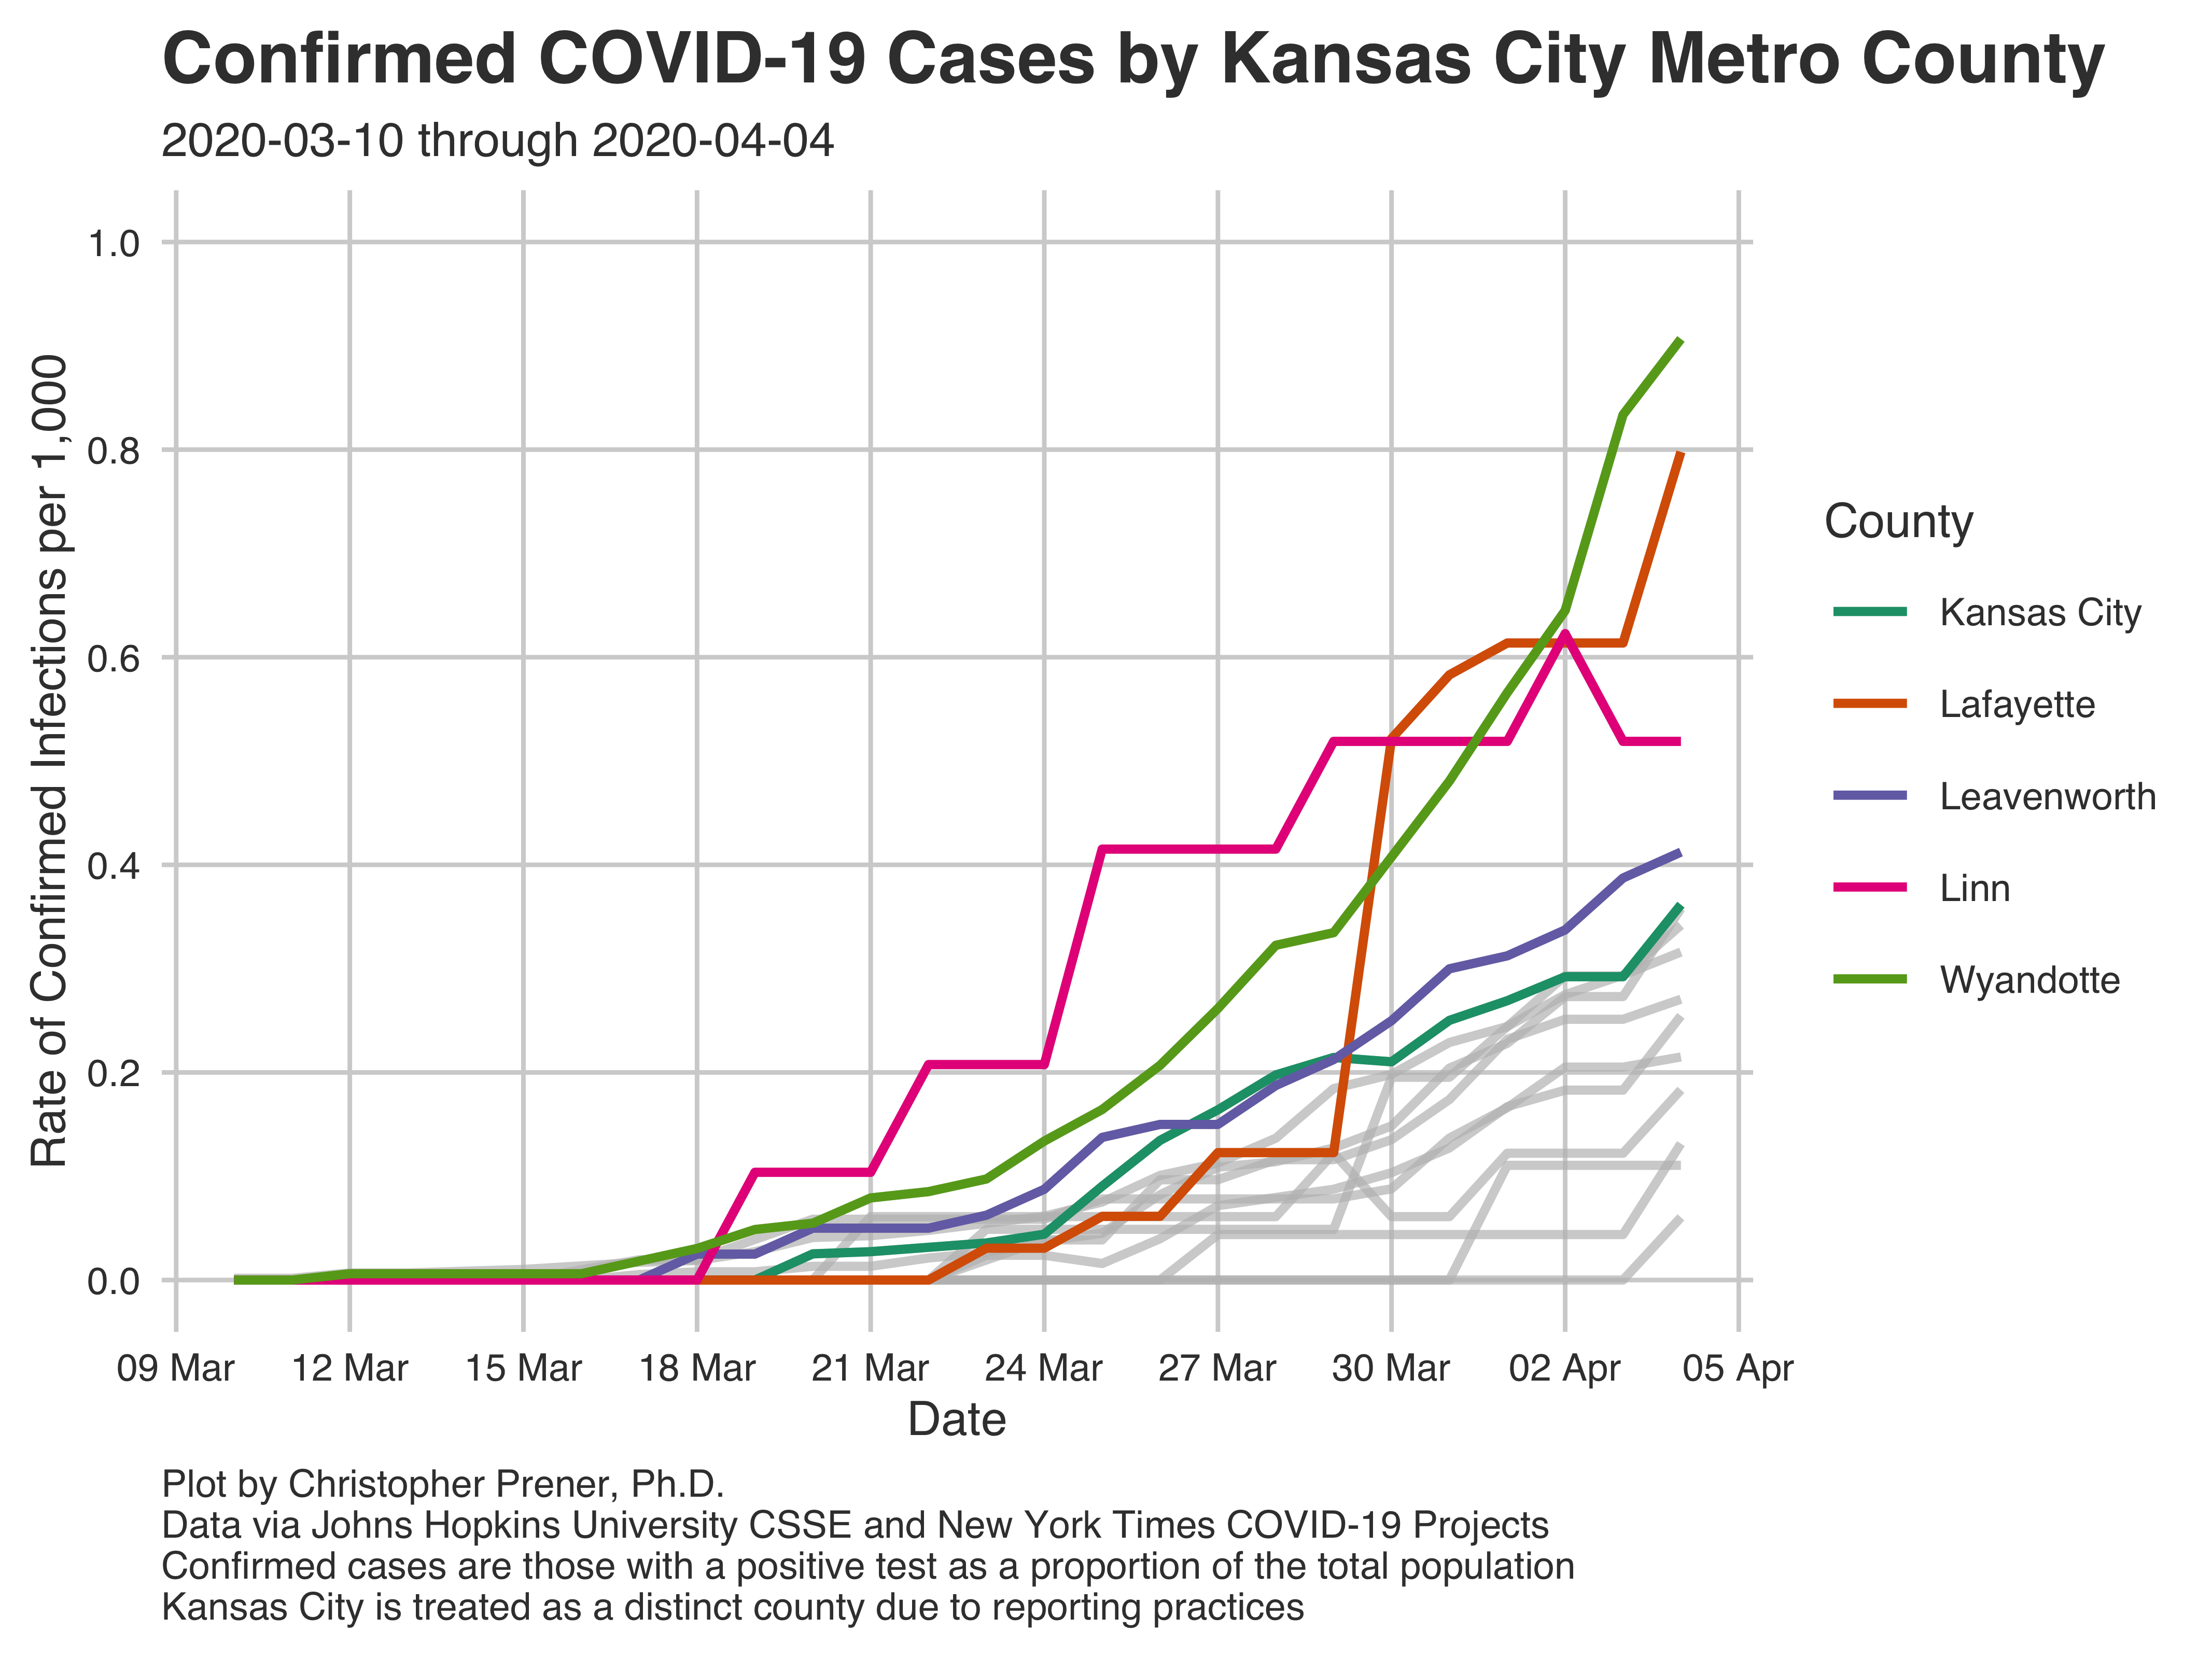 Confirmed COVID-19 Cases by Kansas City Metro County
2020-03-10 through 2020-04-04
Rate of Confirmed Infections per 1,000
1.0
0.8
0.6
0.4
0.2
0.0
09 Mar
12 Mar
15 Mar
18 Mar
21 Mar
24 Mar
27 Mar
30 Mar
02 Apr
05 Apr
Date
County
Kansas City
Lafayette
Leavenworth
Linn
Wyandotte
Plot by Christopher Prener, Ph.D.
Data via Johns Hopkins University CSSE and New York Times COVID-19 Projects
Confirmed cases are those with a positive test as a proportion of the total population
Kansas City is treated as a distinct county due to reporting practices